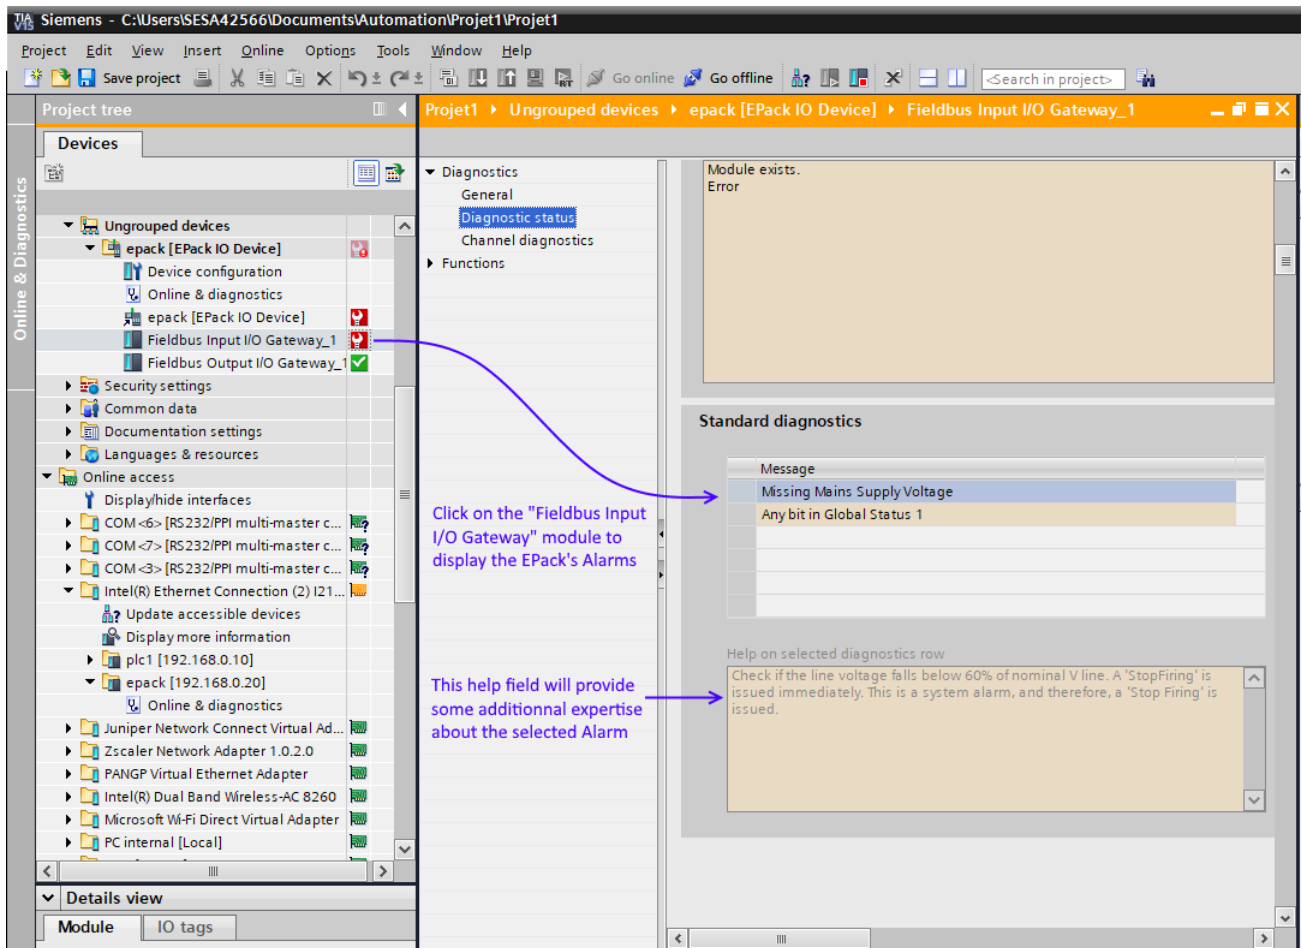 Siemens - C:\Users\SESA42566\Documents\Automation\Projet1\Projet1
Project Edit View Insert Online Options Tools Window Help
Save project Go online Go offline <Search in project>
Project tree
Projet1 Ungrouped devices epack [EPack IO Device] Fieldbus Input I/O Gateway_1
Online & Diagnostics
Devices
Ungrouped devices
epack [EPack IO Device]
Device configuration
Online & diagnostics
epack [EPack IO Device]
Fieldbus Input I/O Gateway_1
Fieldbus Output I/O Gateway_1
Security settings
Common data
Documentation settings
Languages & resources
Online access
Display/hide interfaces
COM <6> [RS232/PPI multi-master c...
COM <7> [RS232/PPI multi-master c...
COM <3> [RS232/PPI multi-master c...
Intel(R) Ethernet Connection (2) I21...
Update accessible devices
Display more information
plc1 [192.168.0.10]
epack [192.168.0.20]
Online & diagnostics
Juniper Network Connect Virtual Ad...
Zscaler Network Adapter 1.0.2.0
PANGP Virtual Ethernet Adapter
Intel(R) Dual Band Wireless-AC 8260
Microsoft Wi-Fi Direct Virtual Adapter
PC internal [Local]
Details view
Module IO tags
Diagnostics
General
Diagnostic status
Channel diagnostics
Functions
Click on the "Fieldbus Input
I/O Gateway" module to
display the EPack's Alarms
This help field will provide
some additionnal expertise
about the selected Alarm
Module exists.
Error
Standard diagnostics
Message
Missing Mains Supply Voltage
Any bit in Global Status 1
Help on selected diagnostics row
Check if the line voltage falls below 60% of nominal V line. A 'StopFiring' is
issued immediately. This is a system alarm, and therefore, a 'Stop Firing' is
issued.